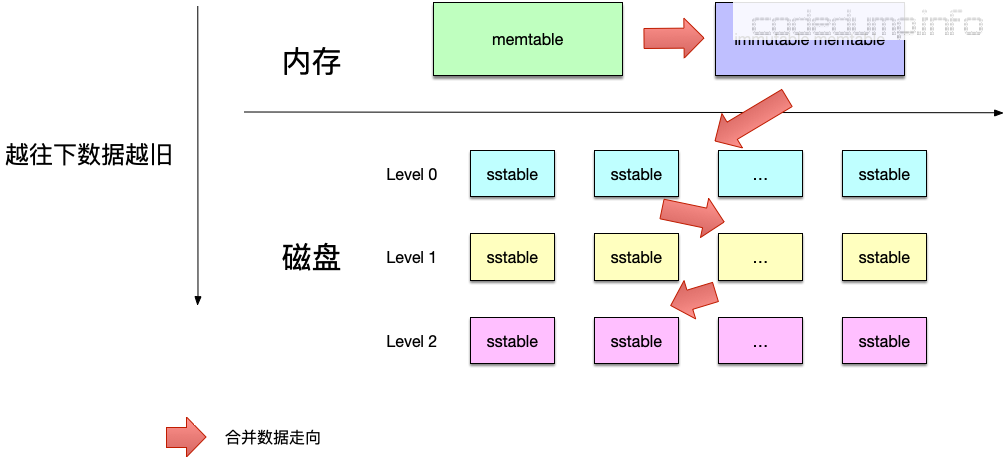 codedump.info
memtable
immutable memtable
内存
越往下数据越旧
Level 0
sstable
sstable
...
sstable
磁盘
Level 1
sstable
sstable
...
sstable
Level 2
sstable
sstable
...
sstable
合并数据走向